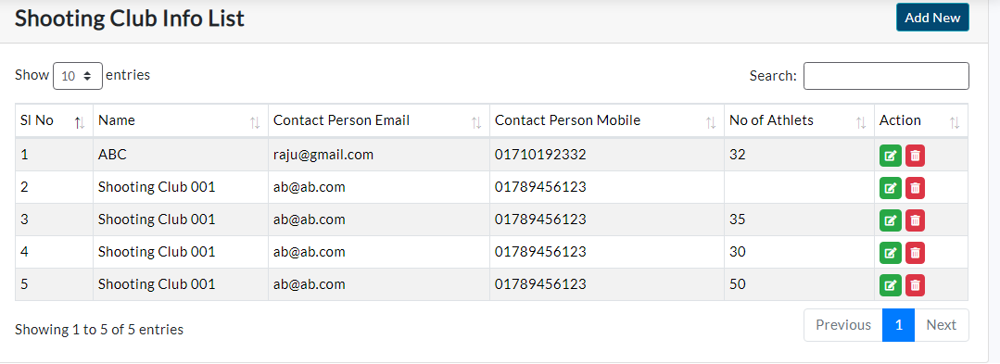 Shooting Club Info List Add New
Show 10 entries Search:
Sl No Name Contact Person Email Contact Person Mobile No of Athlets Action
1 ABC raju@gmail.com 01710192332 32
2 Shooting Club 001 ab@ab.com 01789456123
3 Shooting Club 001 ab@ab.com 01789456123 35
4 Shooting Club 001 ab@ab.com 01789456123 30
5 Shooting Club 001 ab@ab.com 01789456123 50
Showing 1 to 5 of 5 entries Previous 1 Next